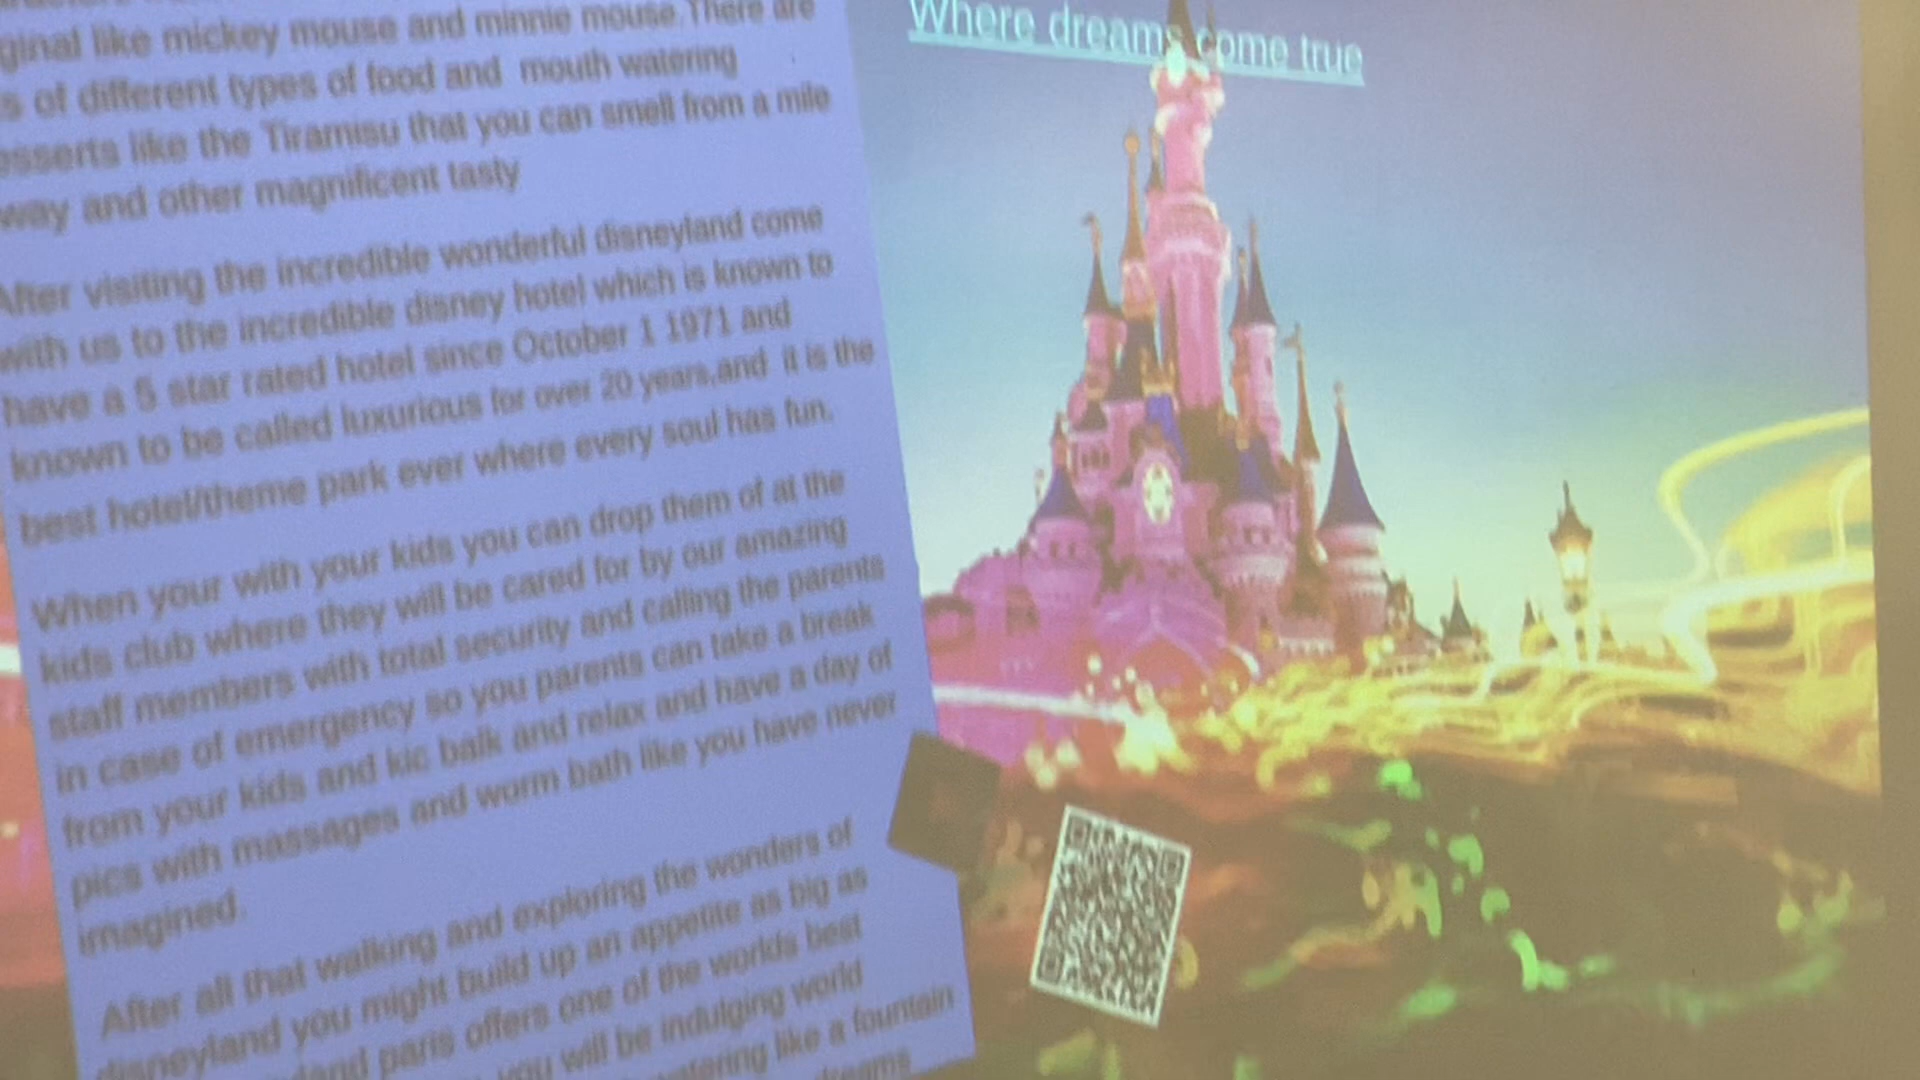 ginal like mickey mouse and minnie mouse.There are
s of different types of food and mouth watering
esserts like the Tiramisu that you can smell from a mile
way and other magnificent tasty
After visiting the incredible wonderful disneyland come
with us to the incredible disney hotel which is known to
have a 5 star rated hotel since October 1 1971 and
known to be called luxurious for over 20 years,and it is the
best hotel/theme park ever where every soul has fun.
When your with your kids you can drop them of at the
kids club where they will be cared for by our amazing
staff members with total security and calling the parents
in case of emergency so you parents can take a break
from your kids and kic balk and relax and have a day of
pics with massages and worm bath like you have never
imagined.
After all that walking and exploring the wonders of
disneyland you might build up an appetite as big as
land paris offers one of the worlds best
you will be indulging world
watering like a fountain
dreams
Where dreams come true